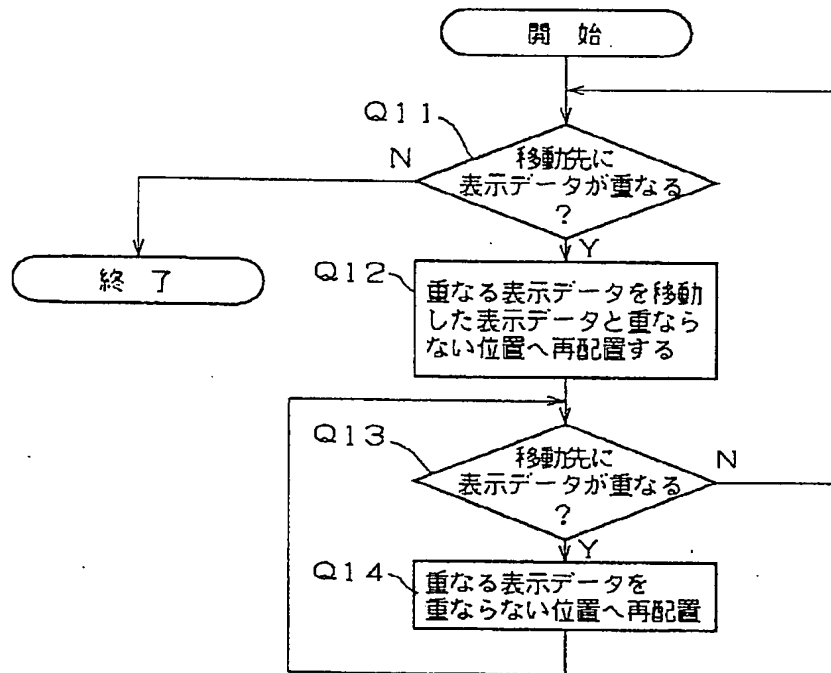 開始
Q11
移動先に
表示データが重なる
?
N
Y
終了
Q12
重なる表示データを移動
した表示データと重なら
ない位置へ再配置する
Q13
移動先に
表示データが重なる
?
N
Y
Q14
重なる表示データを
重ならない位置へ再配置